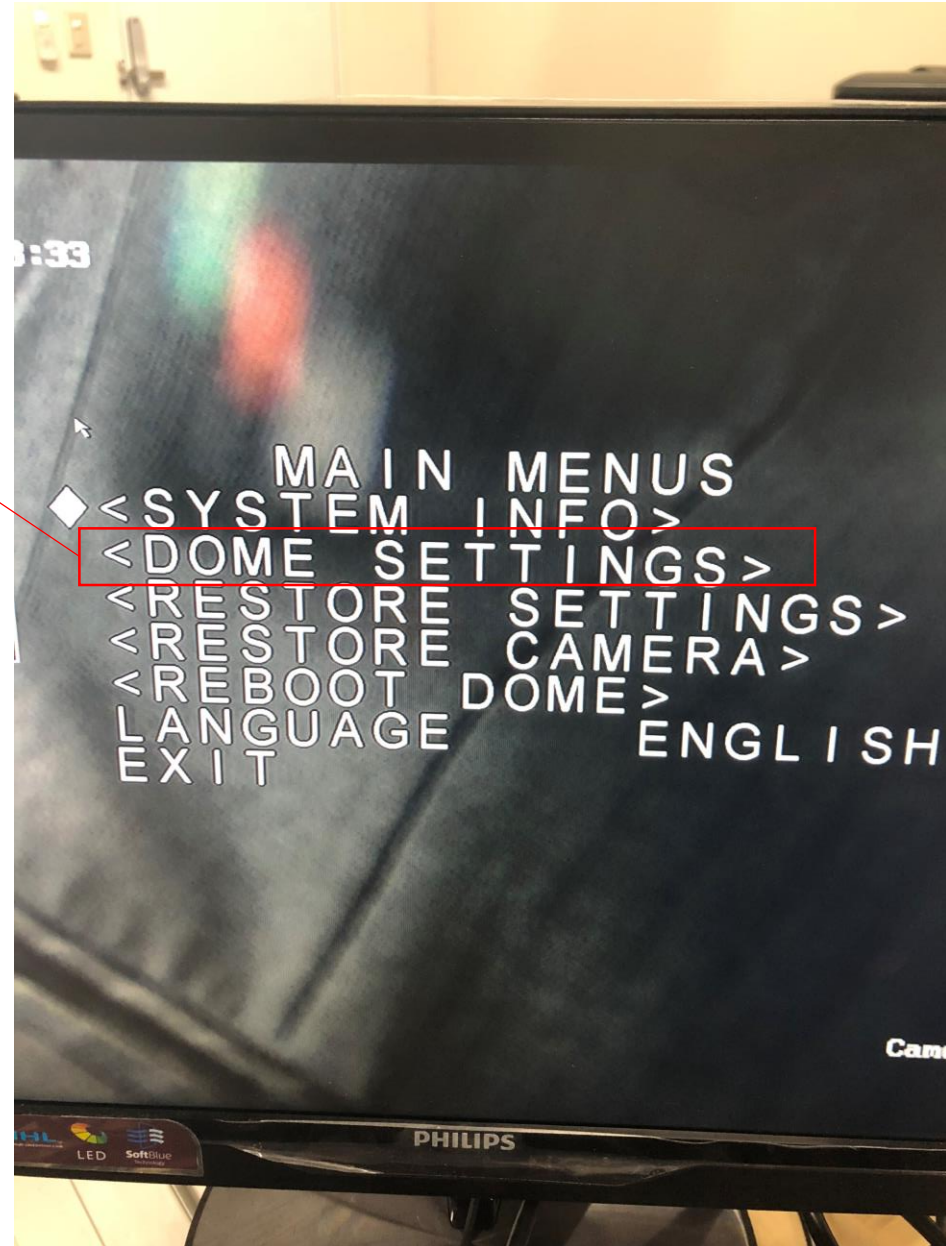 :33
MAIN MENUS
<SYSTEM INFO>
<DOME SETTINGS>
<RESTORE SETTINGS>
<RESTORE CAMERA>
<REBOOT DOME>
LANGUAGE ENGLISH
EXIT
PHILIPS
LED
SoftBlue
Technology